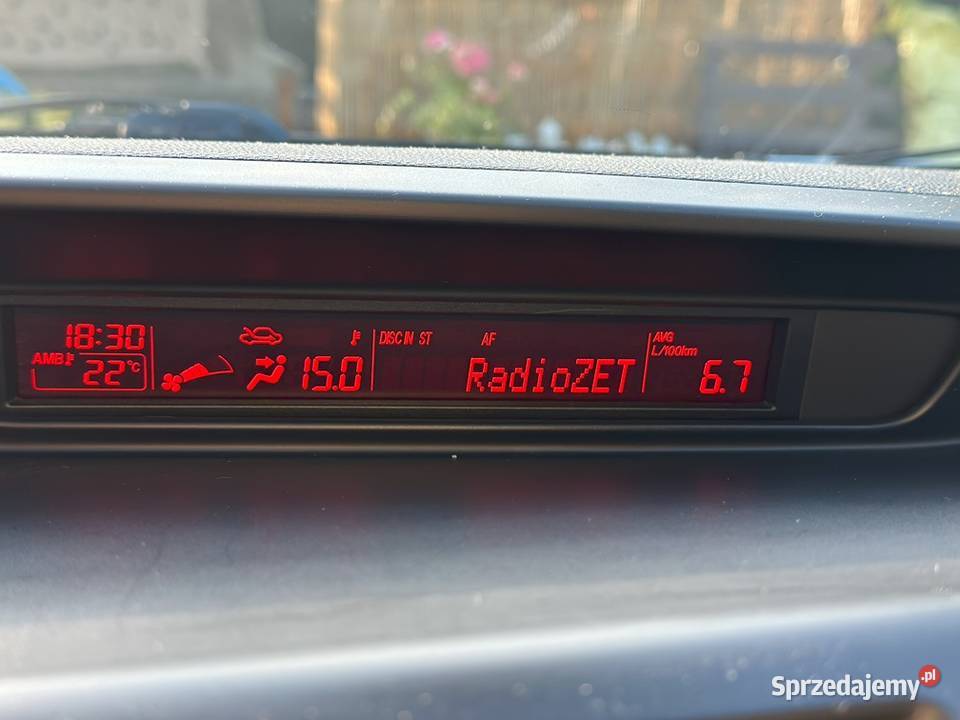 18:30
AMB 22°C
15.0
DISC IN ST AF
RadioZET
AVG
L/100km
6.7
Sprzedajemy.pl